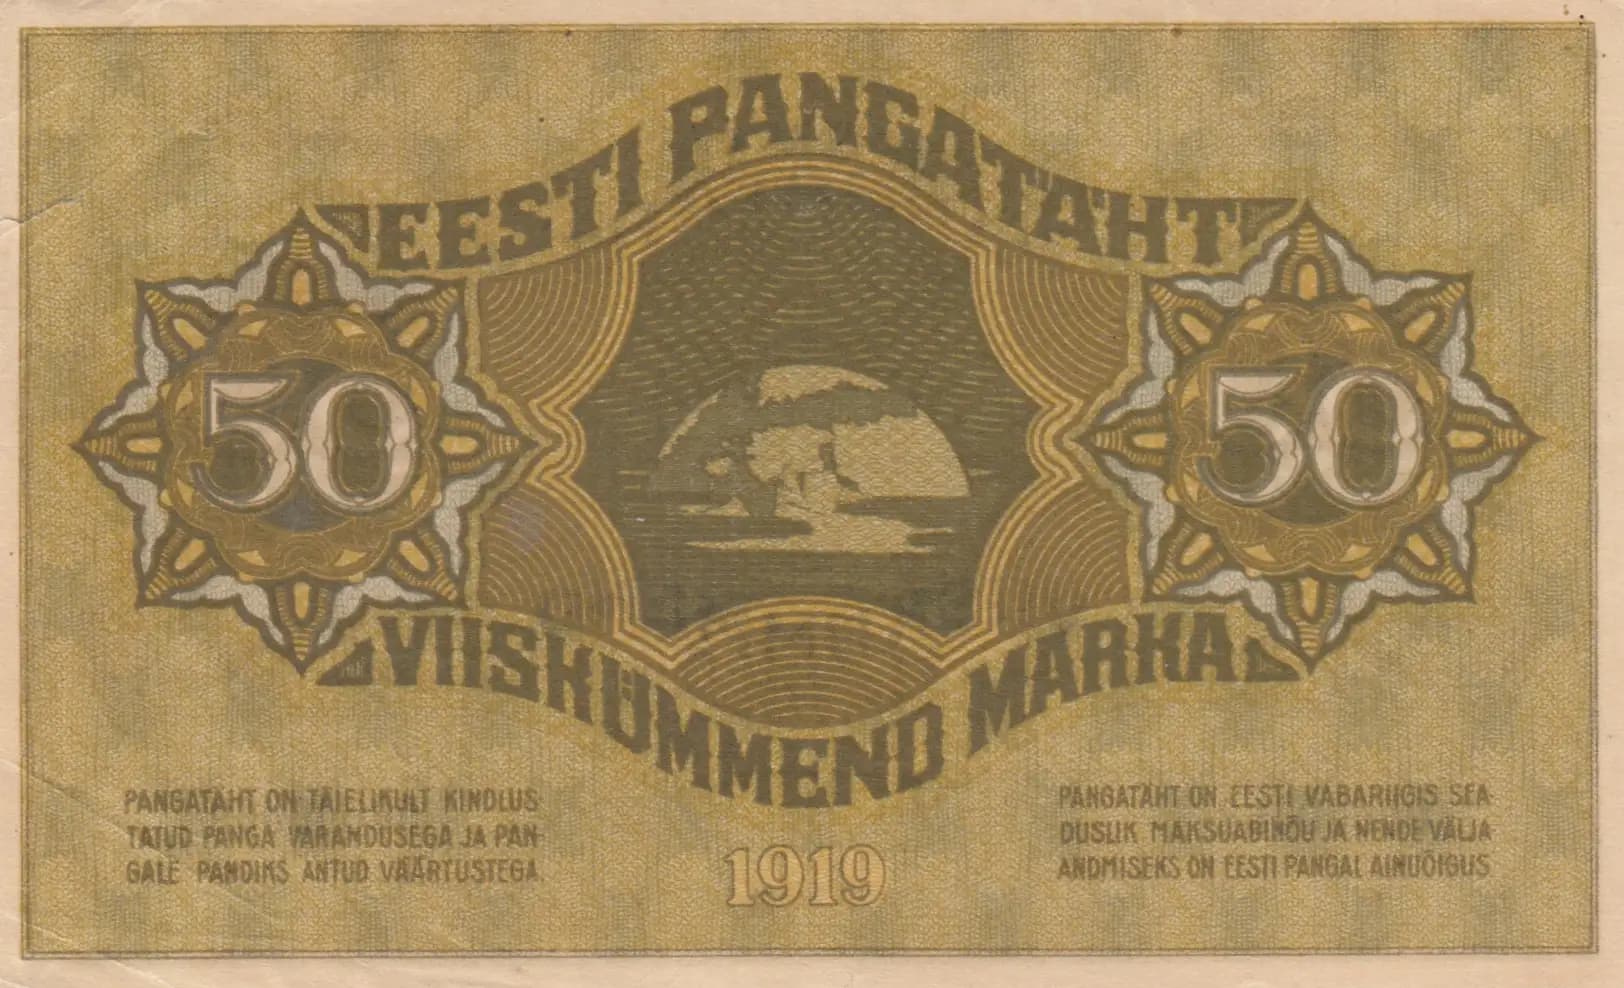 EESTI PANGATÄHT
50
50
VIISKÜMMEND MARKA
PANGATÄHT ON TÄIELIKULT KINDLUS-
TATUD PANGA VARANDUSEGA JA PAN-
GALE PANDIKS ANTUD VÄÄRTUSTEGA.
1919
PANGATÄHT ON EESTI VABARIIGIS SEA-
DUSLIK MAKSUABINÕU JA NENDE VÄLJA
ANDMISEKS ON EESTI PANGAL AINUÕIGUS